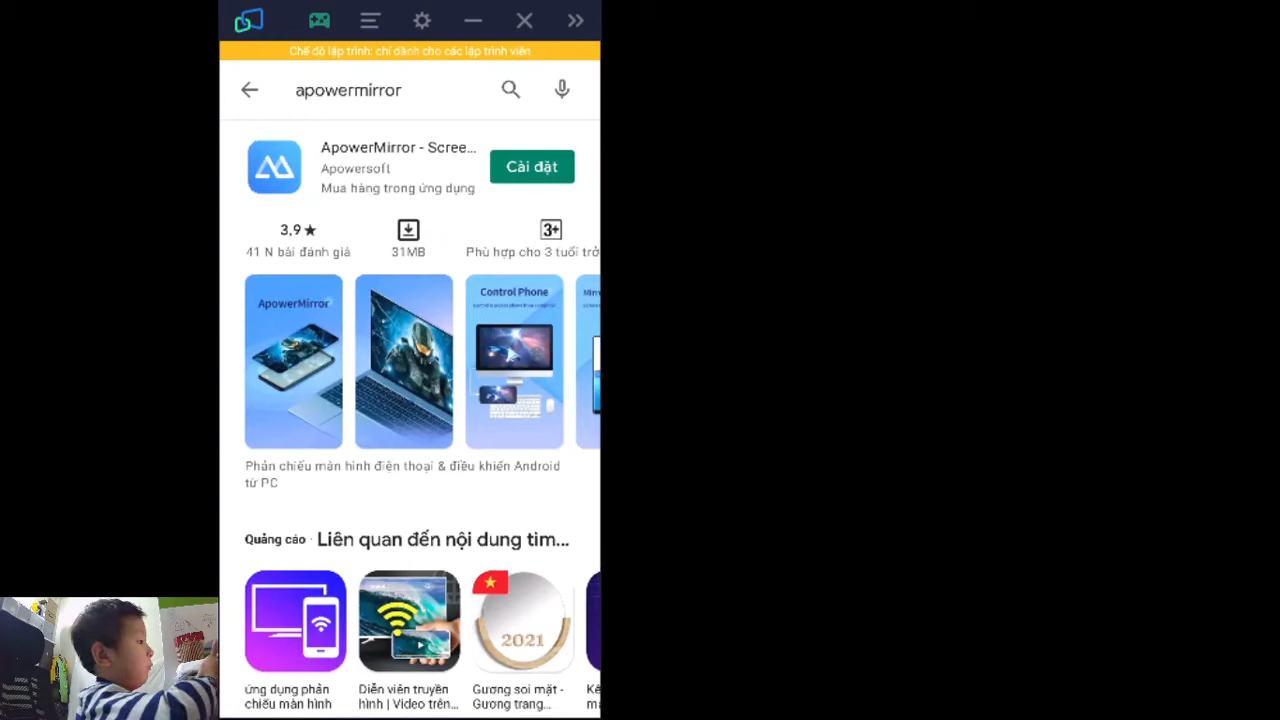 Chế độ lập trình: chỉ dành cho các lập trình viên
apowermirror
ApowerMirror - Scree...
Apowersoft
Mua hàng trong ứng dụng
Cài đặt
3,9★
41 N bài đánh giá
31MB
3+
Phù hợp cho 3 tuổi trở
ApowerMirror
Control Phone
Phản chiếu màn hình điện thoại & điều khiển Android
từ PC
Quảng cáo · Liên quan đến nội dung tìm...
2021
ứng dụng phản
chiếu màn hình
Diễn viên truyền
hình | Video trên...
Gương soi mặt -
Gương trang...